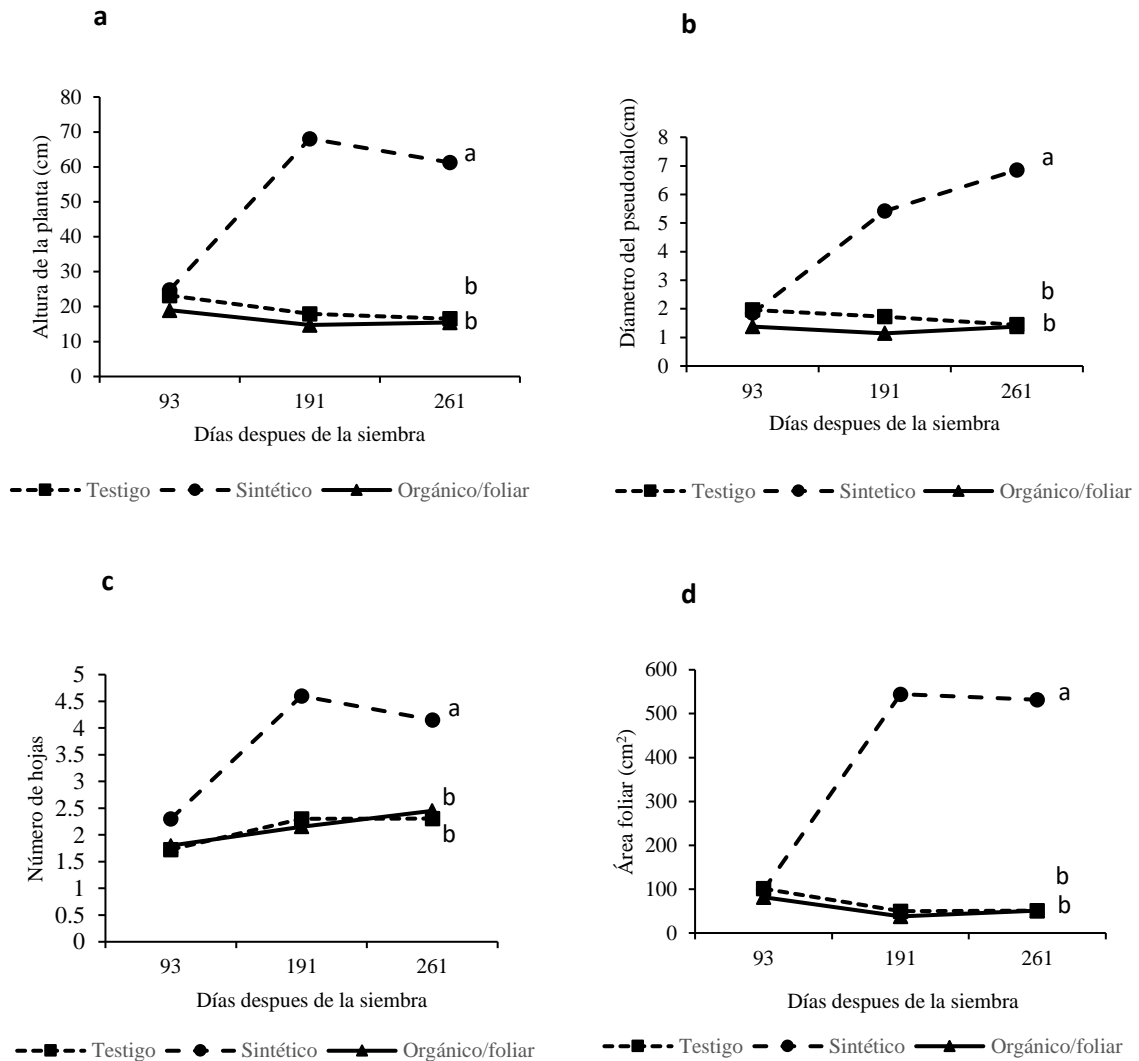 a
80
70
60
50
40
30
20
10
0
Altura de la planta (cm)
a
b
b
93 191 261
Días despues de la siembra
Testigo Sintético Orgánico/foliar
b
8
7
6
5
4
3
2
1
0
Díametro del pseudotalo(cm)
a
b
b
93 191 261
Días despues de la siembra
Testigo Sintetico Orgánico/foliar
c
5
4.5
4
3.5
3
2.5
2
1.5
1
0.5
0
Número de hojas
a
b
b
93 191 261
Días despues de la siembra
Testigo Sintético Orgánico/foliar
d
600
500
400
300
200
100
0
Área foliar (cm²)
a
b
b
93 191 261
Días despues de la siembra
Testigo Sintético Orgánico/foliar